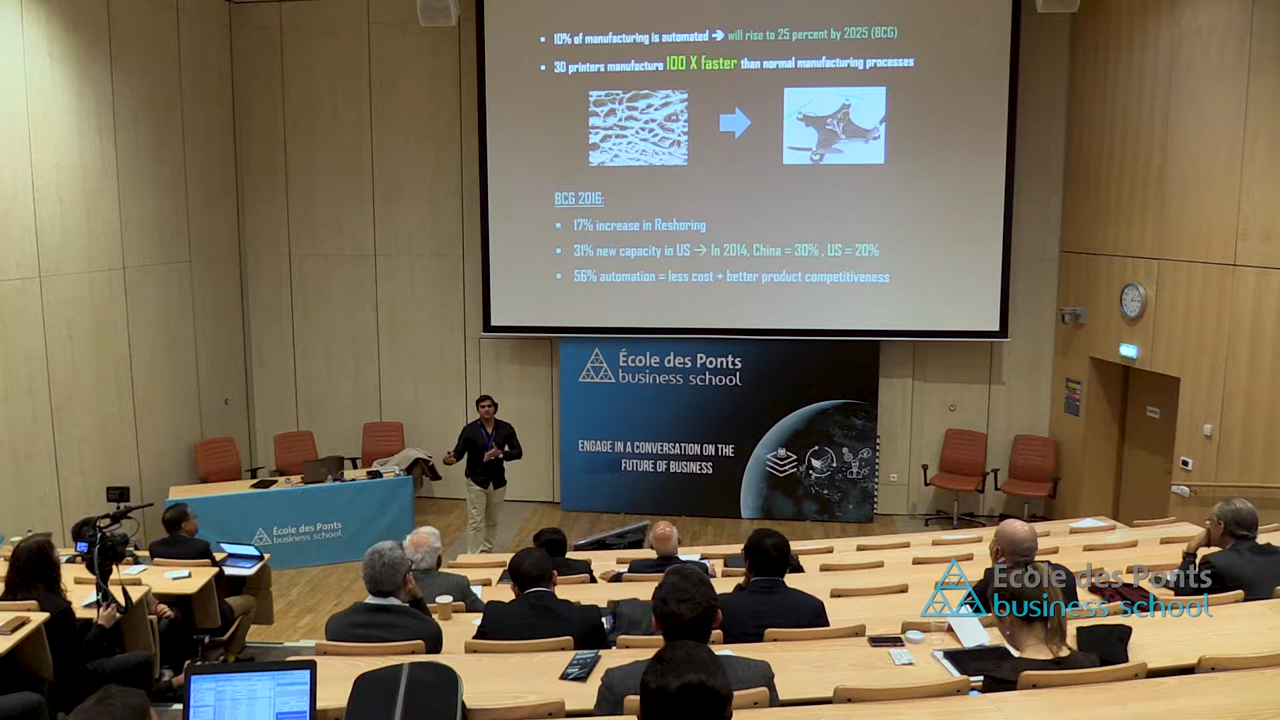 10% of manufacturing is automated → will rise to 25 percent by 2025 (BCG)
3D printers manufacture 100 X faster than normal manufacturing processes
BCG 2016:
17% increase in Reshoring
31% new capacity in US → In 2014, China = 30% , US = 20%
56% automation = less cost + better product competitiveness
École des Ponts
business school
ENGAGE IN A CONVERSATION ON THE
FUTURE OF BUSINESS
École des Ponts
business school
École des Ponts
business school